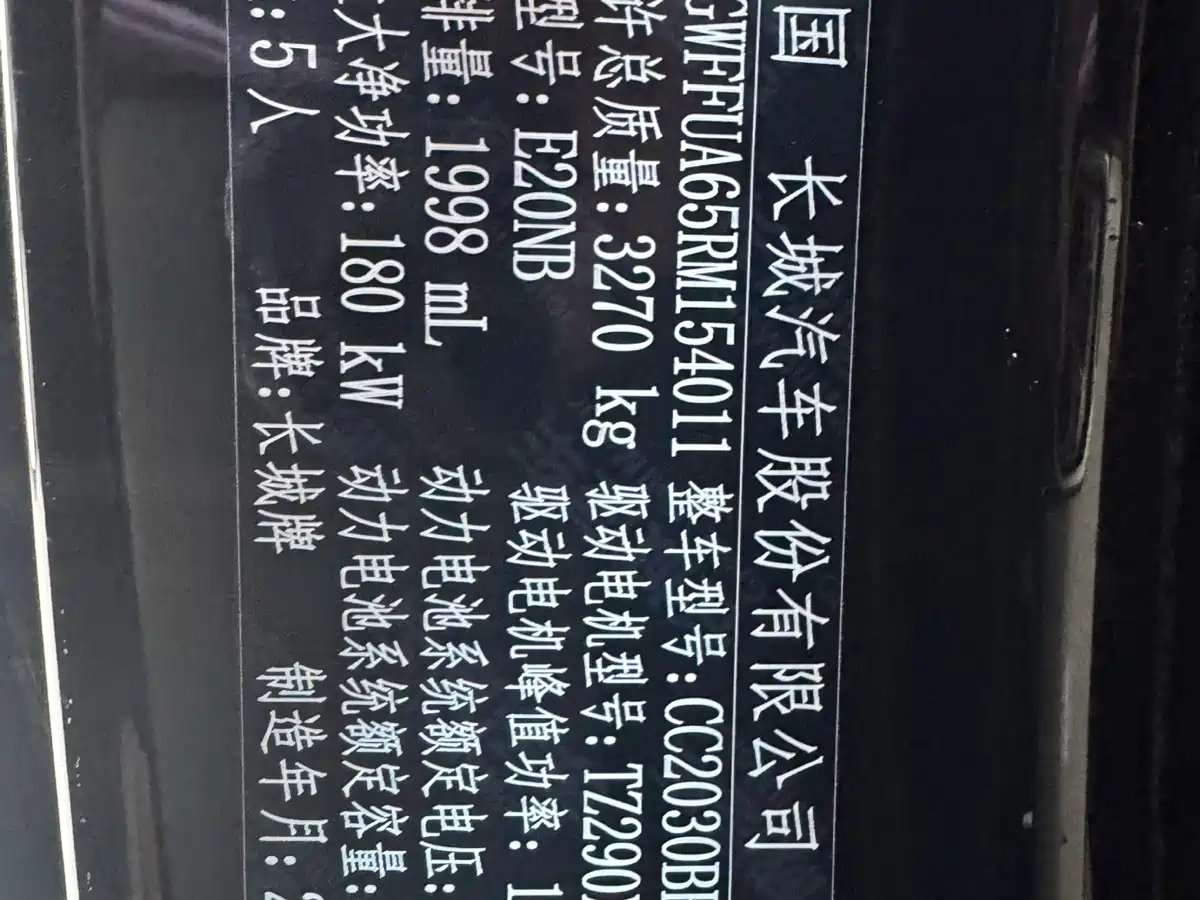 国 长城汽车股份有限公司
GWFFUA65RM154011 整车型号:CC2030B
许总质量:3270 kg 驱动电机型号:TZ290
型号:E20NB 驱动电机峰值功率:1
排量:1998 mL 动力电池系统额定电压:
大净功率:180 kW 动力电池系统额定容量:
:5人 品牌:长城牌 制造年月:2